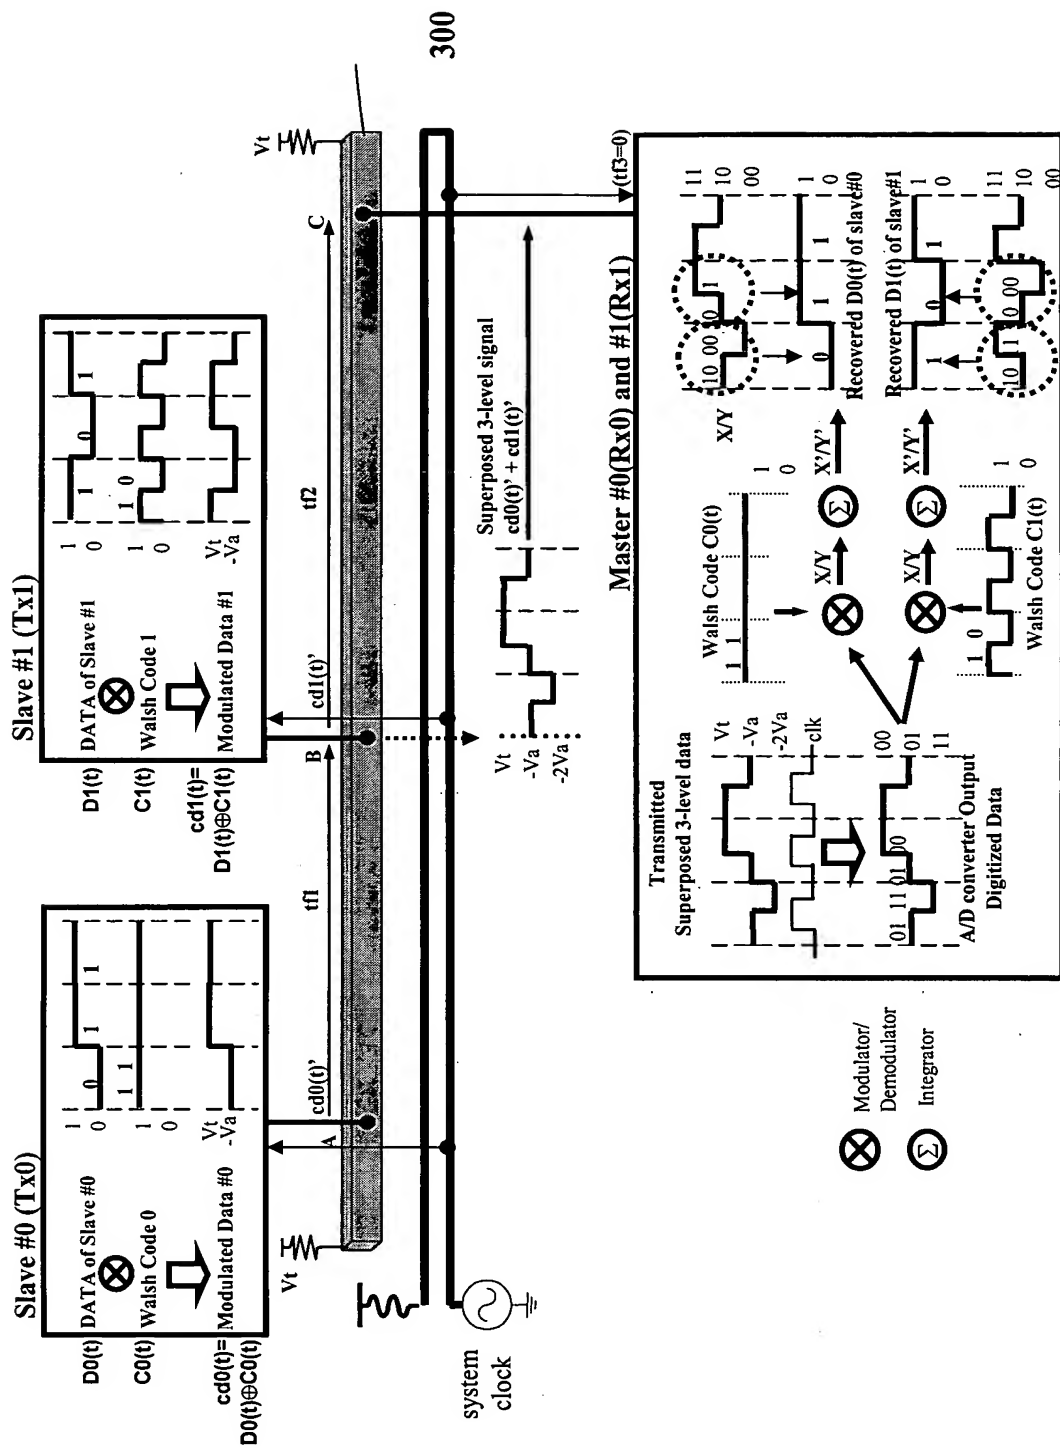 Slave #0 (Tx0)
D0(t) DATA of Slave #0
C0(t) Walsh Code 0
cd0(t)= Modulated Data #0
D0(t)⊕C0(t)
1
0
0 1 1
1
0
1 1
Vt
-Va
Slave #1 (Tx1)
D1(t) DATA of Slave #1
C1(t) Walsh Code 1
cd1(t)= Modulated Data #1
D1(t)⊕C1(t)
1
0
1 0 1
1
0
1 0
Vt
-Va
Vt
A
cd0(t)'
tf1
B
cd1(t)'
tf2
C
Vt
300
system
clock
Vt
-Va
-2Va
Superposed 3-level signal
cd0(t)' + cd1(t)'
(tf3=0)
Master #0(Rx0) and #1(Rx1)
Transmitted
Superposed 3-level data
Vt
-Va
-2Va
clk
01 11 01 00
00
01
11
A/D converter Output
Digitized Data
Walsh Code C0(t)
1 1
1
0
X/Y
Σ
X'/Y'
X/Y
Σ
X'/Y'
1 0
1
0
Walsh Code C1(t)
X/Y
10 00
11
10
00
0 1 1
1
0
Recovered D0(t) of slave#0
Recovered D1(t) of slave#1
1 0 1
1
0
10 11 10 00
11
10
00
Modulator/
Demodulator
Σ Integrator